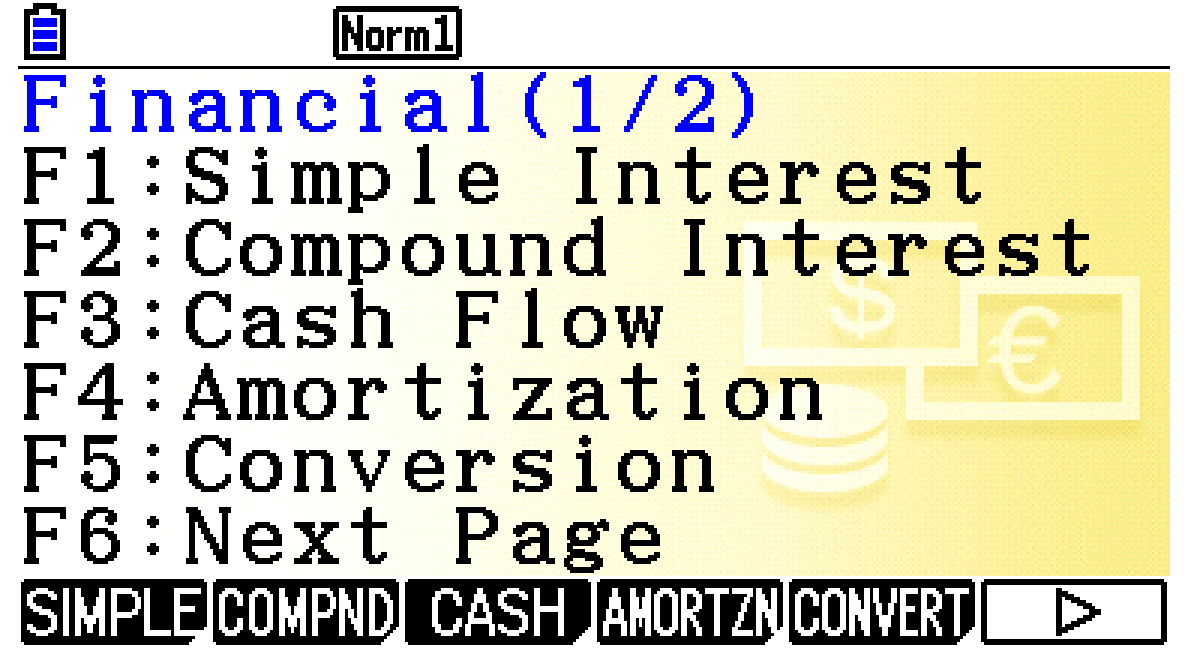 Norm1
Financial(1/2)
F1:Simple Interest
F2:Compound Interest
F3:Cash Flow
F4:Amortization
F5:Conversion
F6:Next Page
SIMPLE COMPND CASH AMORTZN CONVERT ▷
$ €